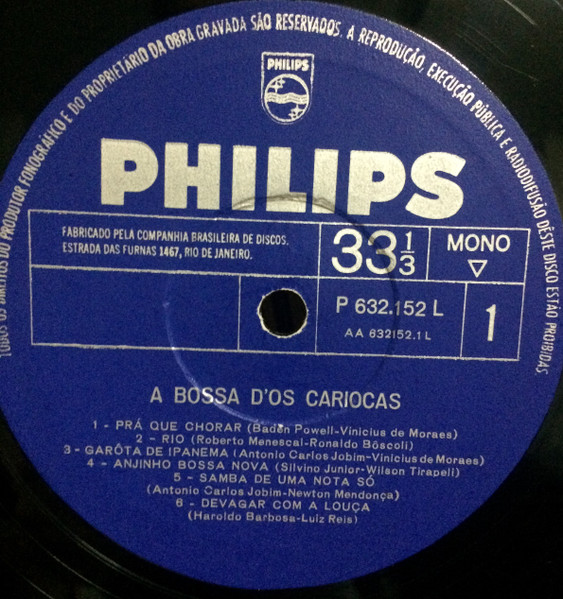 TODOS OS DIREITOS DO PRODUTOR FONOGRÁFICO E DO PROPRIETÁRIO DA OBRA GRAVADA SÃO RESERVADOS. A REPRODUÇÃO, EXECUÇÃO PÚBLICA E RADIODIFUSÃO DÊSTE DISCO ESTÃO PROIBIDAS
PHILIPS
PHILIPS
FABRICADO PELA COMPANHIA BRASILEIRA DE DISCOS.
ESTRADA DAS FURNAS 1467, RIO DE JANEIRO.
33 1/3
MONO
P 632.152 L
AA 632152.1 L
1
A BOSSA D'OS CARIOCAS
1 - PRÁ QUE CHORAR (Baden Powell-Vinicius de Moraes)
2 - RIO (Roberto Menescal-Ronaldo Bôscoli)
3 - GARÔTA DE IPANEMA (Antonio Carlos Jobim-Vinicius de Moraes)
4 - ANJINHO BOSSA NOVA (Silvino Junior-Wilson Tirapeli)
5 - SAMBA DE UMA NOTA SÓ
(Antonio Carlos Jobim-Newton Mendonça)
6 - DEVAGAR COM A LOUÇA
(Haroldo Barbosa-Luiz Reis)